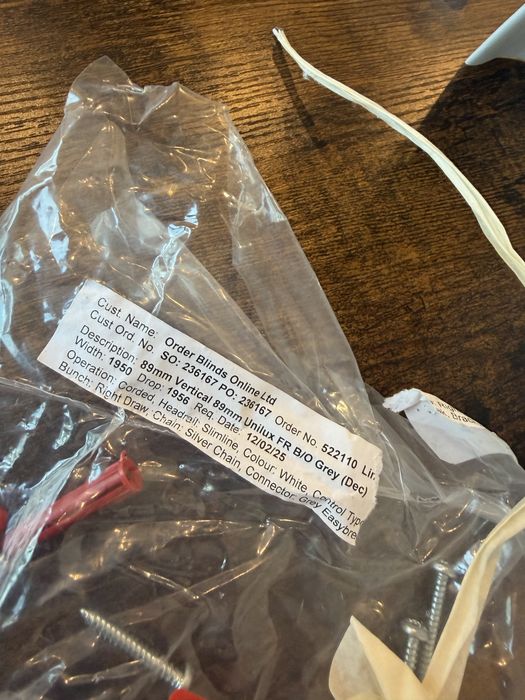 Cust. Name: Order Blinds Online Ltd
Cust Ord. No: SO: 236167 PO: 236167 Order No. 522110 Lin
Description: 89mm Vertical 89mm Unilux FR B/O Grey (Dec)
Width: 1950 Drop: 1956 Req. Date: 12/02/25
Operation: Corded, Headrail: Slimline, Colour: White, Control Type
Bunch: Right Draw, Chain: Silver Chain, Connector: Grey Easybre